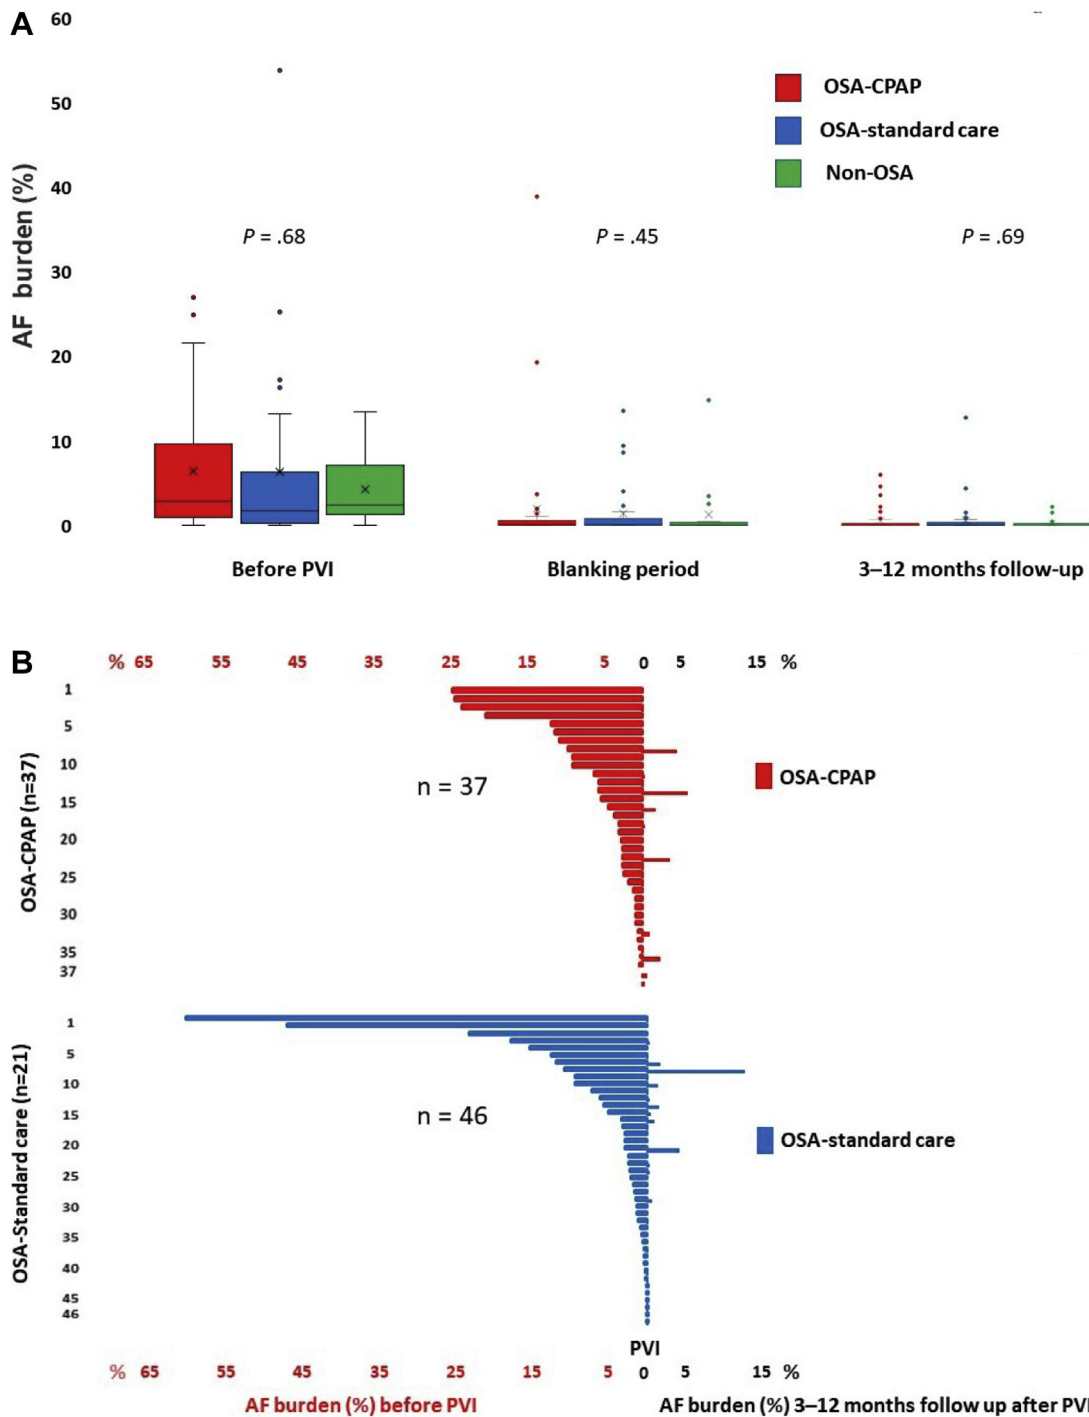 A
60
50
40
30
20
10
0
AF burden (%)
OSA-CPAP
OSA-standard care
Non-OSA
P = .68
P = .45
P = .69
Before PVI
Blanking period
3–12 months follow-up
B
% 65 55 45 35 25 15 5 0 5 15 %
OSA-CPAP (n=37)
1
5
10
15
20
25
30
35
37
n = 37
OSA-CPAP
OSA-Standard care (n=21)
1
5
10
15
20
25
30
35
40
45
46
n = 46
OSA-standard care
PVI
% 65 55 45 35 25 15 5 0 5 15 %
AF burden (%) before PVI
AF burden (%) 3–12 months follow up after PVI